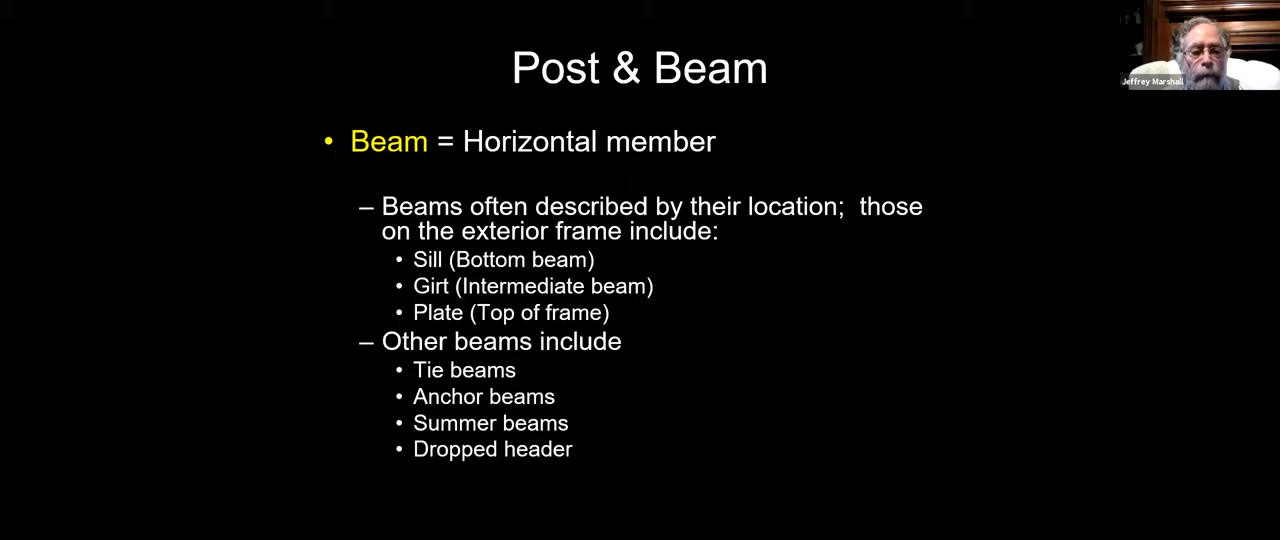 Post & Beam
Jeffrey Marshall
• Beam = Horizontal member
– Beams often described by their location; those
on the exterior frame include:
• Sill (Bottom beam)
• Girt (Intermediate beam)
• Plate (Top of frame)
– Other beams include
• Tie beams
• Anchor beams
• Summer beams
• Dropped header